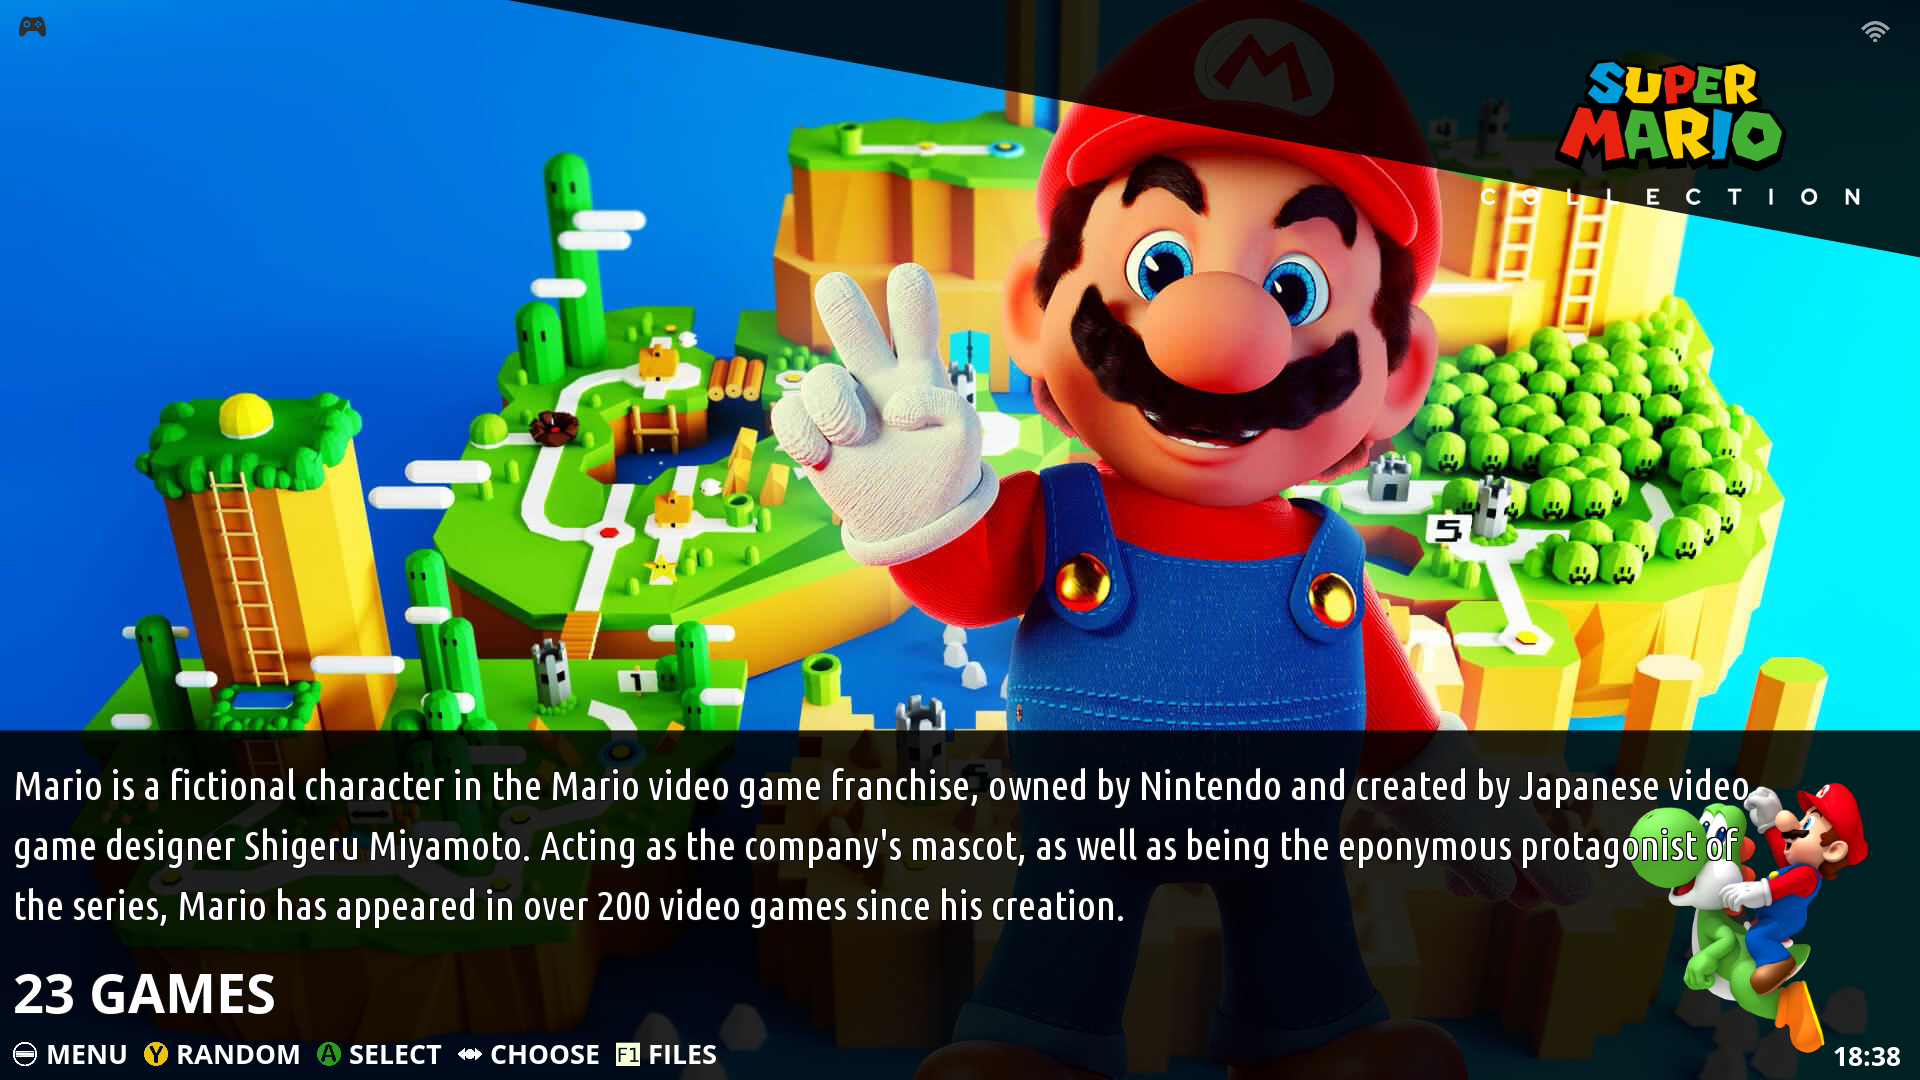 SUPER
MARIO
COLLECTION
M
5
1
Mario is a fictional character in the Mario video game franchise, owned by Nintendo and created by Japanese video
game designer Shigeru Miyamoto. Acting as the company's mascot, as well as being the eponymous protagonist of
the series, Mario has appeared in over 200 video games since his creation.
23 GAMES
MENU Y RANDOM A SELECT CHOOSE F1 FILES
18:38